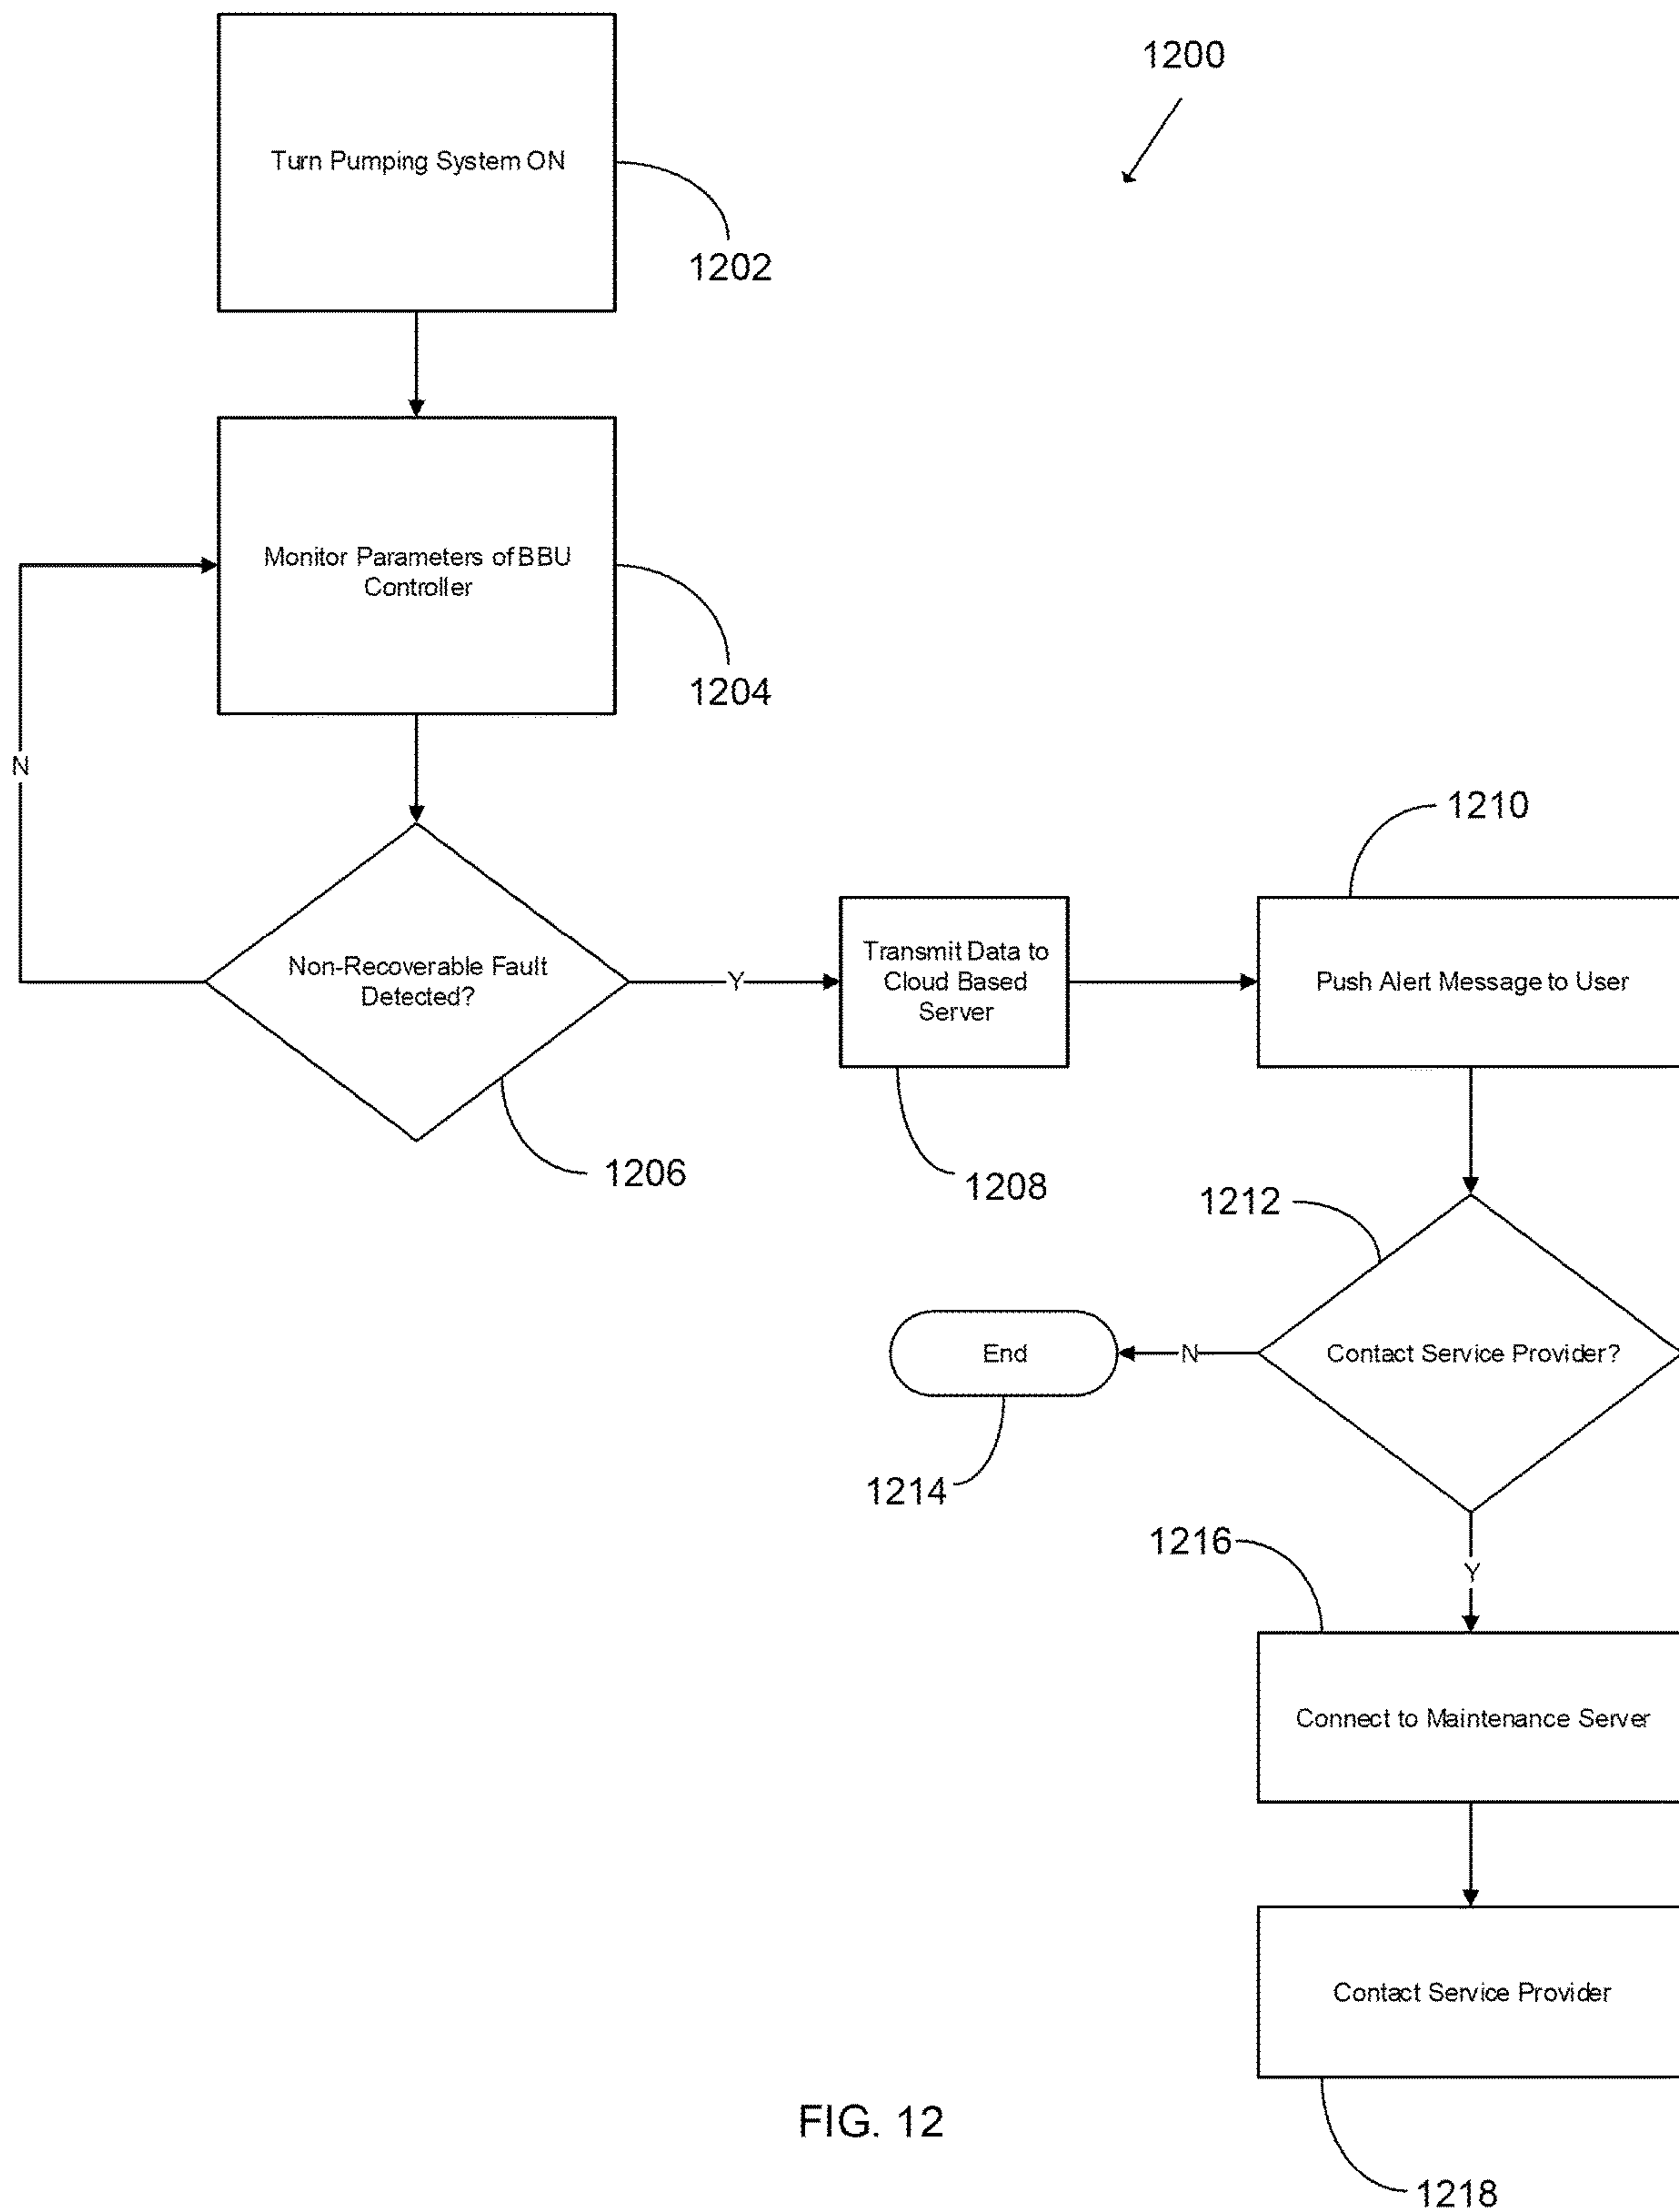 1200
Turn Pumping System ON
1202
Monitor Parameters of BBU
Controller
1204
N
Non-Recoverable Fault
Detected?
1206
Y
Transmit Data to
Cloud Based
Server
1208
1210
Push Alert Message to User
1212
Contact Service Provider?
N
End
1214
Y
1216
Connect to Maintenance Server
Contact Service Provider
1218
FIG. 12